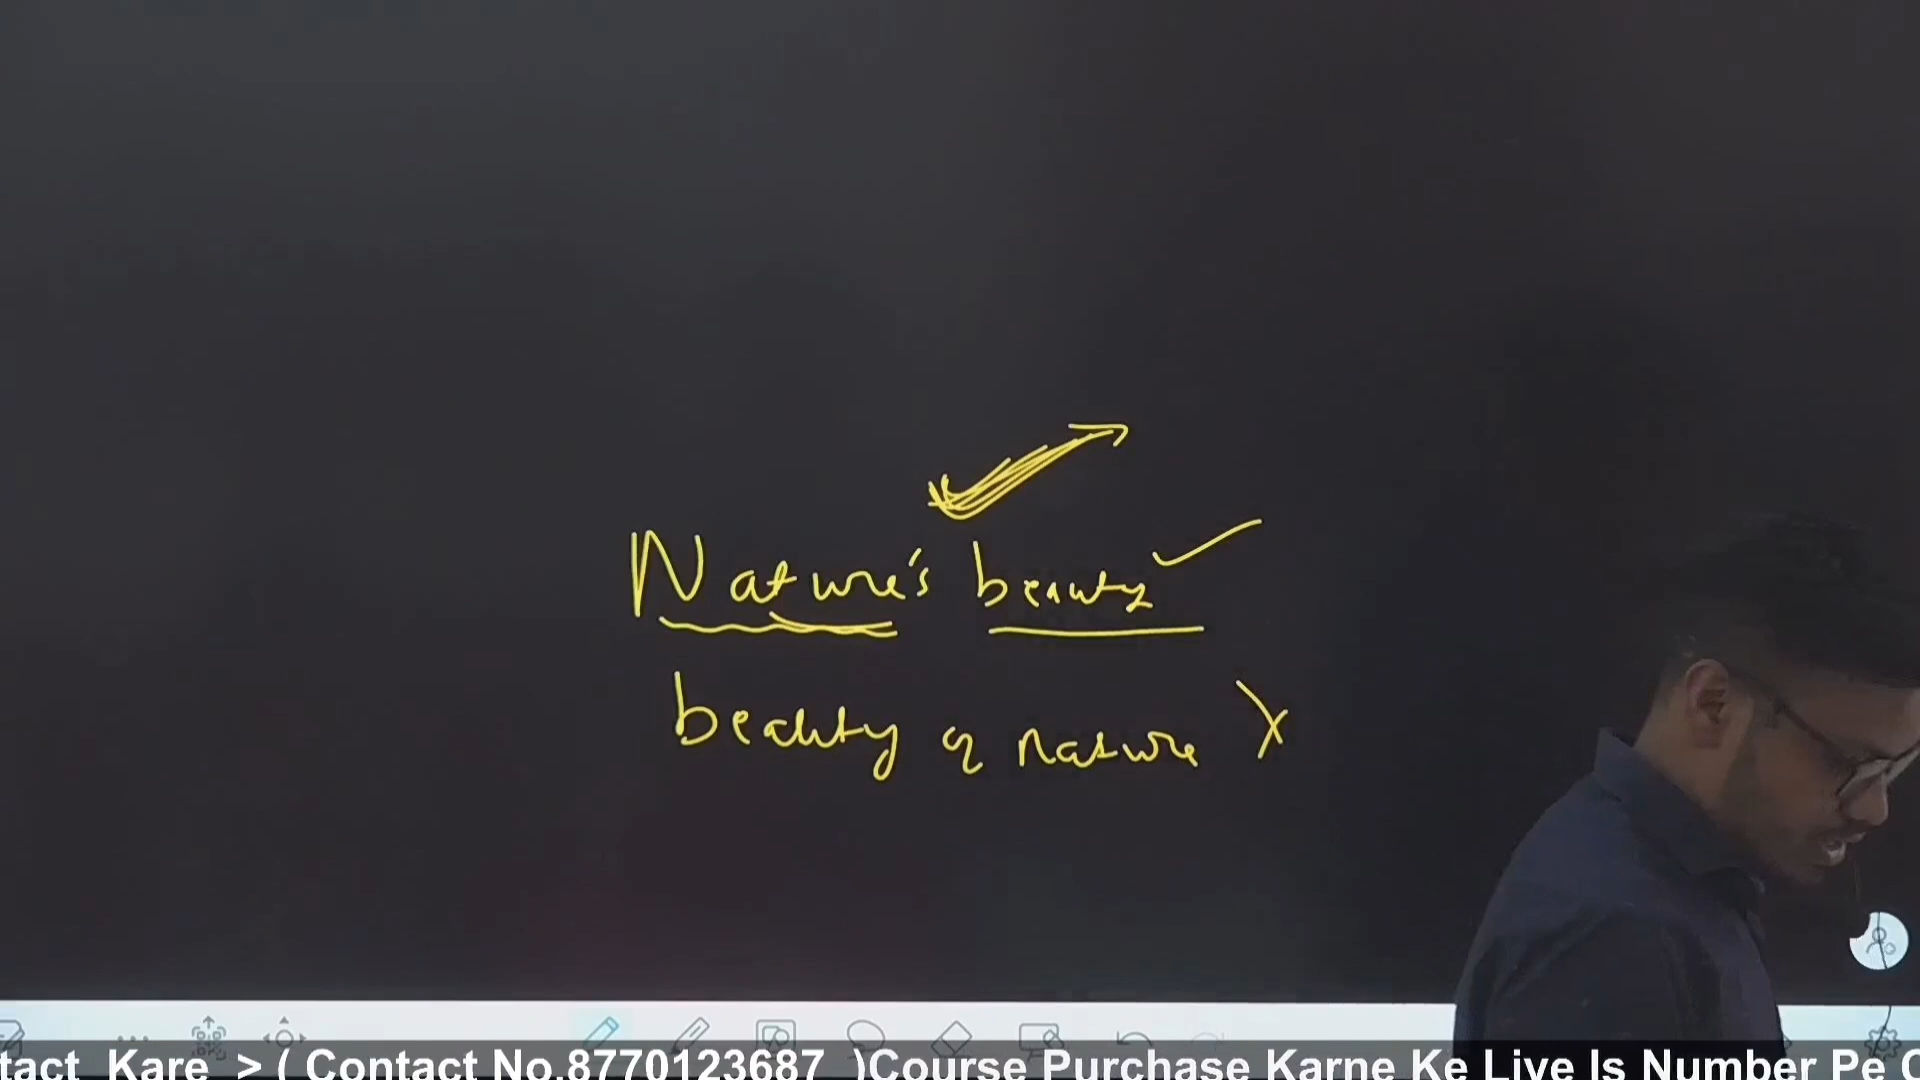 Nature's beauty
beauty of nature
tact Kare > ( Contact No.8770123687 )Course Purchase Karne Ke Live Is Number Pe C